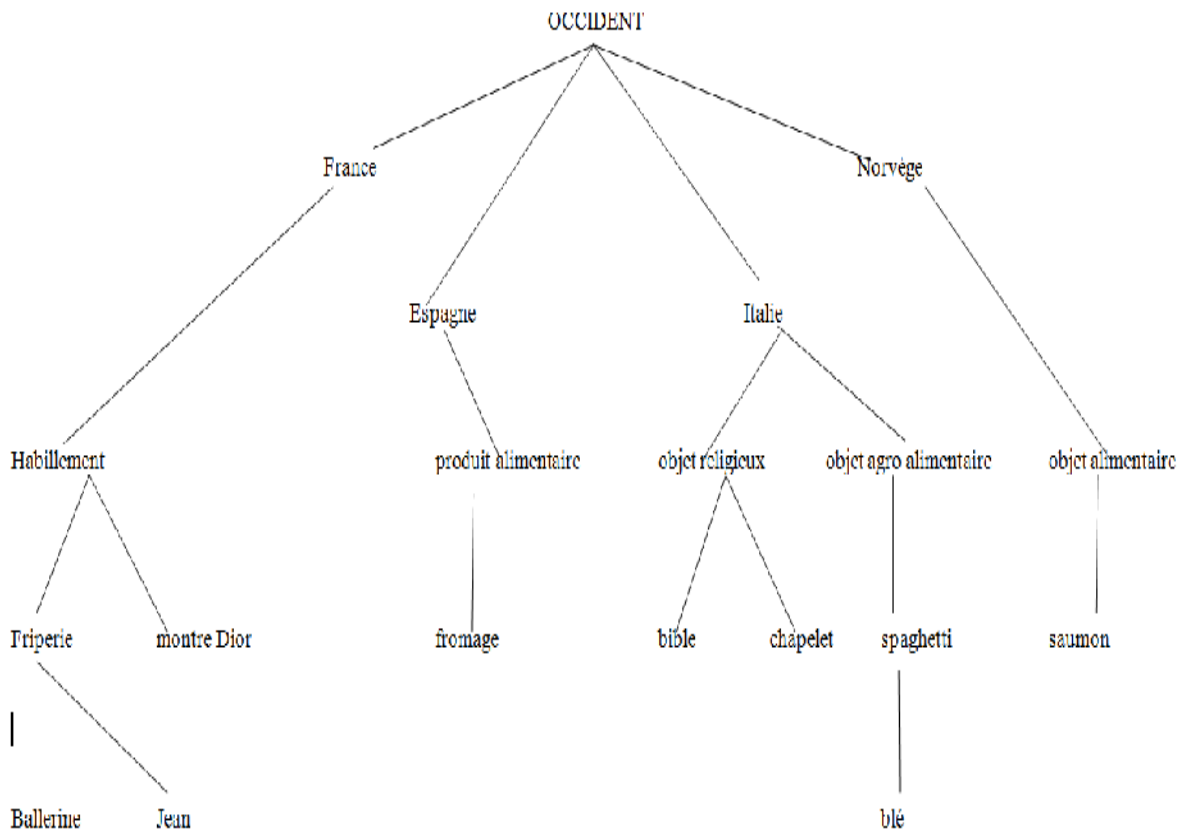 OCCIDENT
France Norvège
Espagne Italie
Habillement produit alimentaire objet religieux objet agro alimentaire objet alimentaire
Friperie montre Dior fromage bible chapelet spaghetti saumon
Ballerine Jean blé